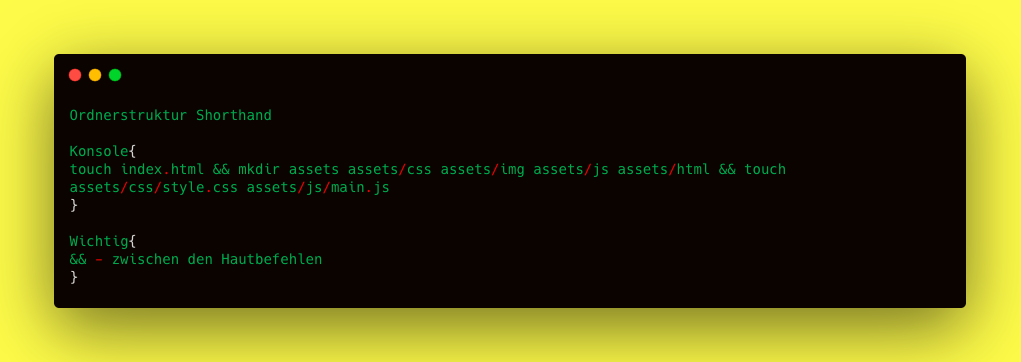 Ordnerstruktur Shorthand
Konsole{
touch index.html && mkdir assets assets/css assets/img assets/js assets/html && touch
assets/css/style.css assets/js/main.js
}
Wichtig{
&& - zwischen den Hautbefehlen
}